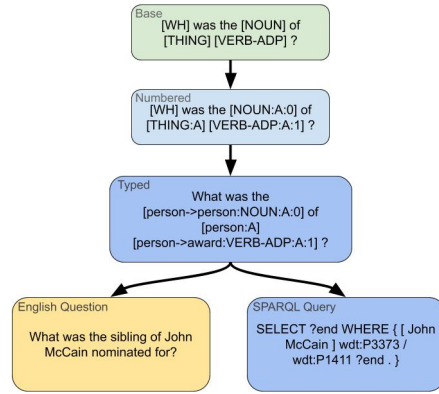 Base
[WH] was the [NOUN] of
[THING] [VERB-ADP] ?
Numbered
[WH] was the [NOUN:A:0] of
[THING:A] [VERB-ADP:A:1] ?
Typed
What was the
[person->person:NOUN:A:0] of
[person:A]
[person->award:VERB-ADP:A:1] ?
English Question
What was the sibling of John
McCain nominated for?
SPARQL Query
SELECT ?end WHERE { [ John
McCain ] wdt:P3373 /
wdt:P1411 ?end . }